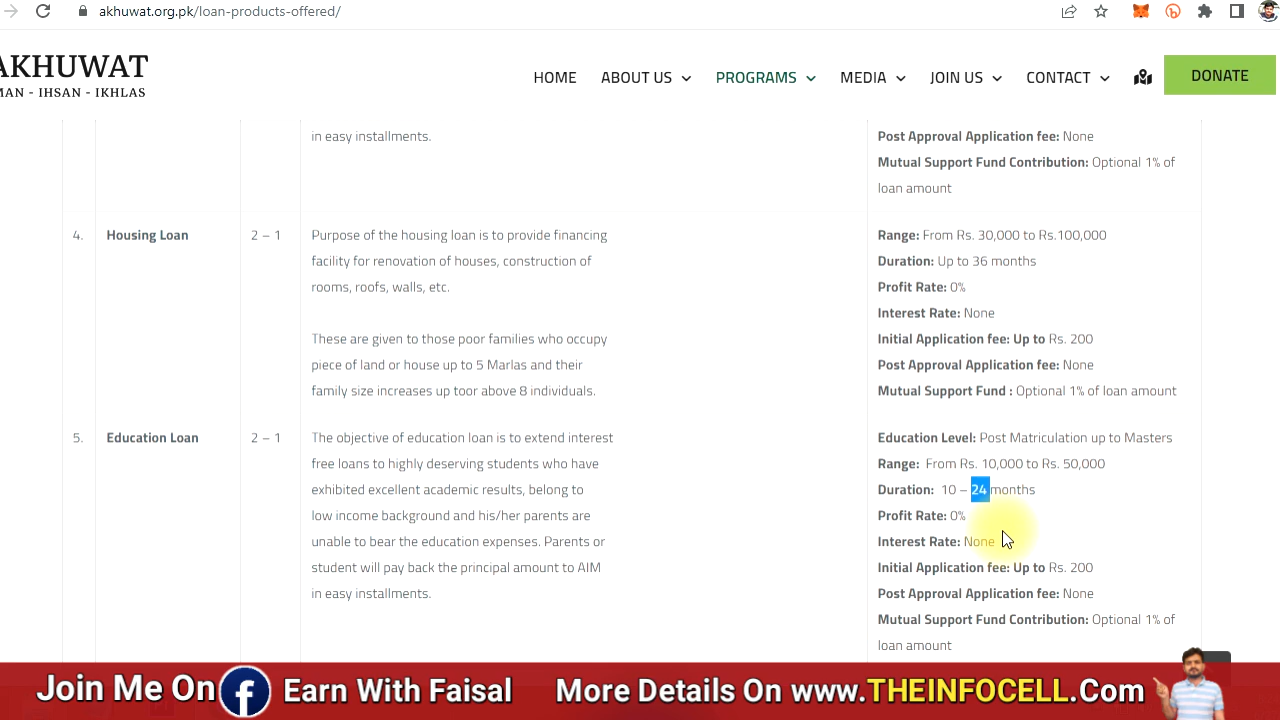 akhuwat.org.pk/loan-products-offered/
AKHUWAT
MAN - IHSAN - IKHLAS
HOME ABOUT US PROGRAMS MEDIA JOIN US CONTACT DONATE
in easy installments.
Post Approval Application fee: None
Mutual Support Fund Contribution: Optional 1% of
loan amount
4. Housing Loan 2 – 1
Purpose of the housing loan is to provide financing
facility for renovation of houses, construction of
rooms, roofs, walls, etc.
These are given to those poor families who occupy
piece of land or house up to 5 Marlas and their
family size increases up toor above 8 individuals.
Range: From Rs. 30,000 to Rs.100,000
Duration: Up to 36 months
Profit Rate: 0%
Interest Rate: None
Initial Application fee: Up to Rs. 200
Post Approval Application fee: None
Mutual Support Fund : Optional 1% of loan amount
5. Education Loan 2 – 1
The objective of education loan is to extend interest
free loans to highly deserving students who have
exhibited excellent academic results, belong to
low income background and his/her parents are
unable to bear the education expenses. Parents or
student will pay back the principal amount to AIM
in easy installments.
Education Level: Post Matriculation up to Masters
Range: From Rs. 10,000 to Rs. 50,000
Duration: 10 – 24 months
Profit Rate: 0%
Interest Rate: None
Initial Application fee: Up to Rs. 200
Post Approval Application fee: None
Mutual Support Fund Contribution: Optional 1% of
loan amount
Join Me On f Earn With Faisal More Details On www.THEINFOCELL.Com